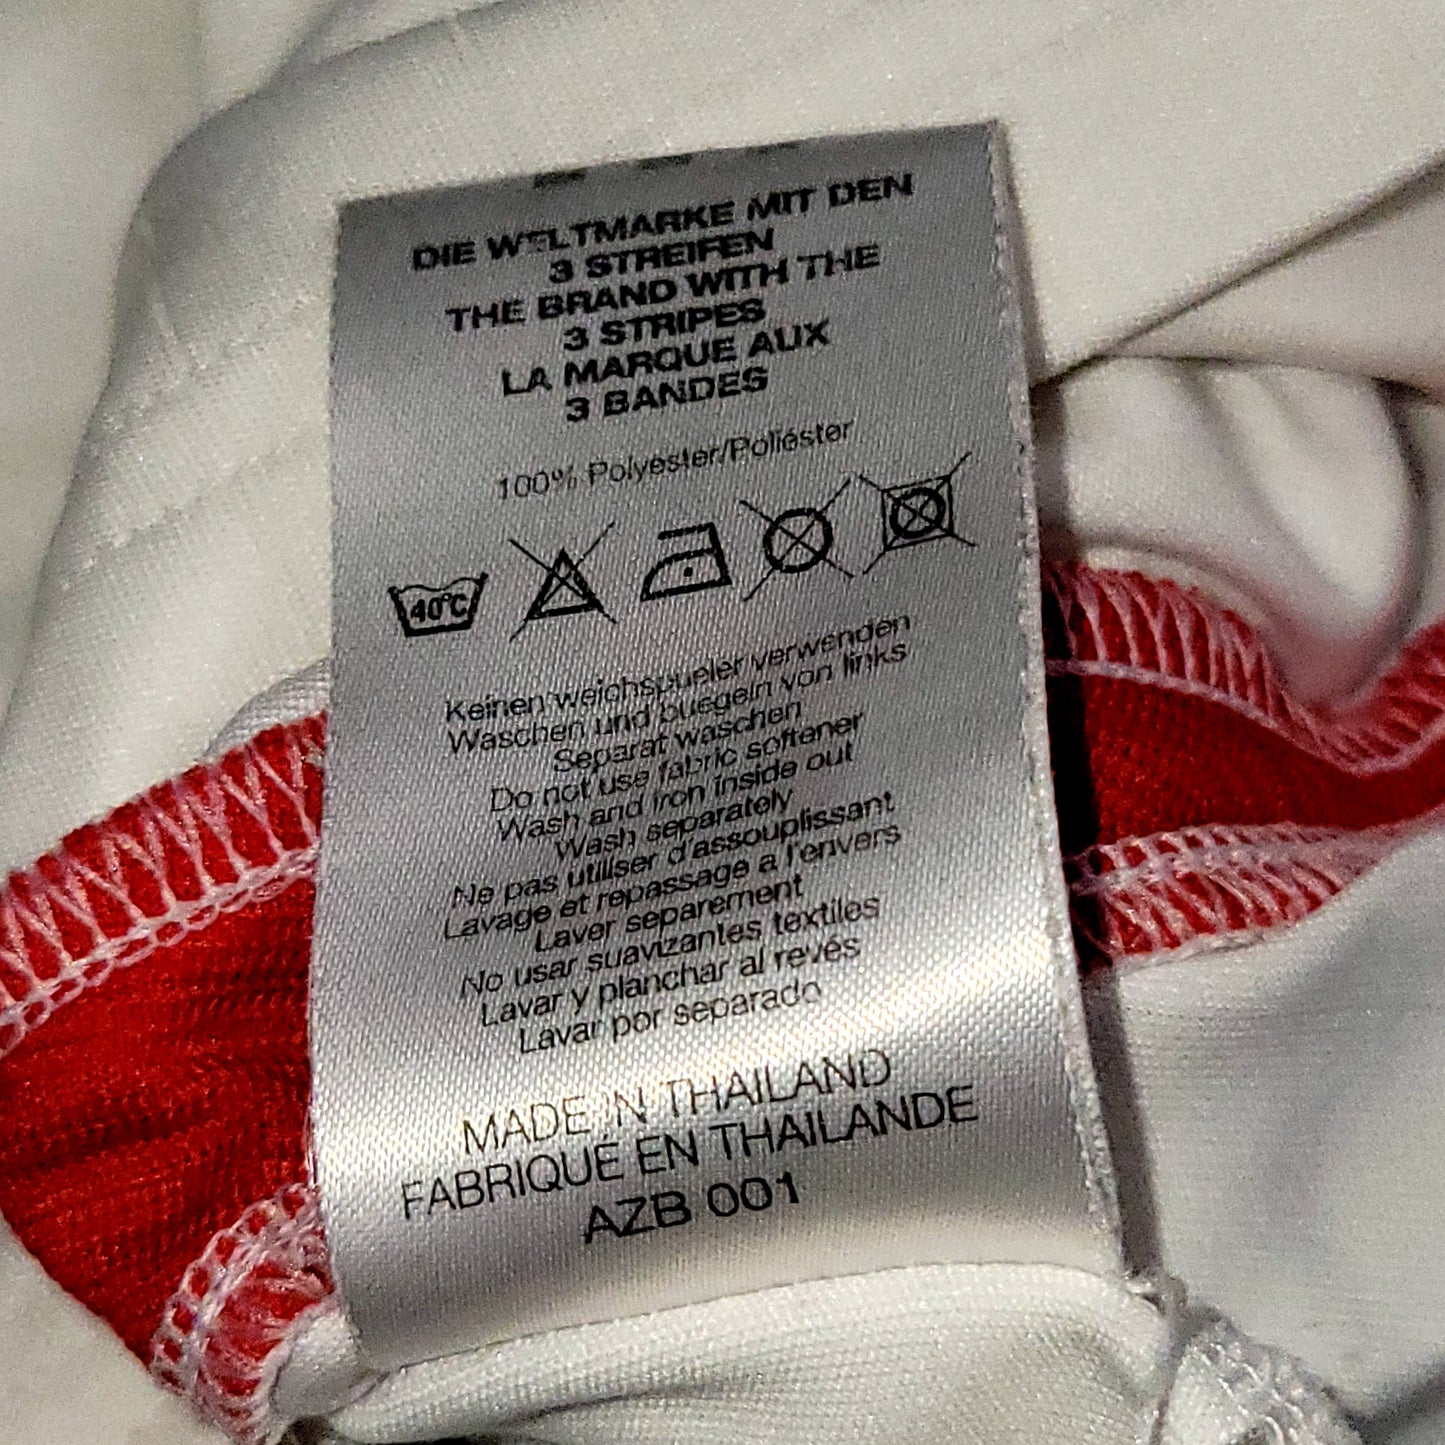 DIE WELTMARKE MIT DEN
3 STREIFEN
THE BRAND WITH THE
3 STRIPES
LA MARQUE AUX
3 BANDES
100% Polyester/Poliéster
40°C
Keinen weichspueler verwenden
Waschen und buegeln von links
Separat waschen
Do not use fabric softener
Wash and iron inside out
Wash separately
Ne pas utiliser d'assouplissant
Lavage et repassage a l'envers
Laver separement
No usar suavizantes textiles
Lavar y planchar al revés
Lavar por separado
MADE IN THAILAND
FABRIQUÉ EN THAILANDE
AZB 001